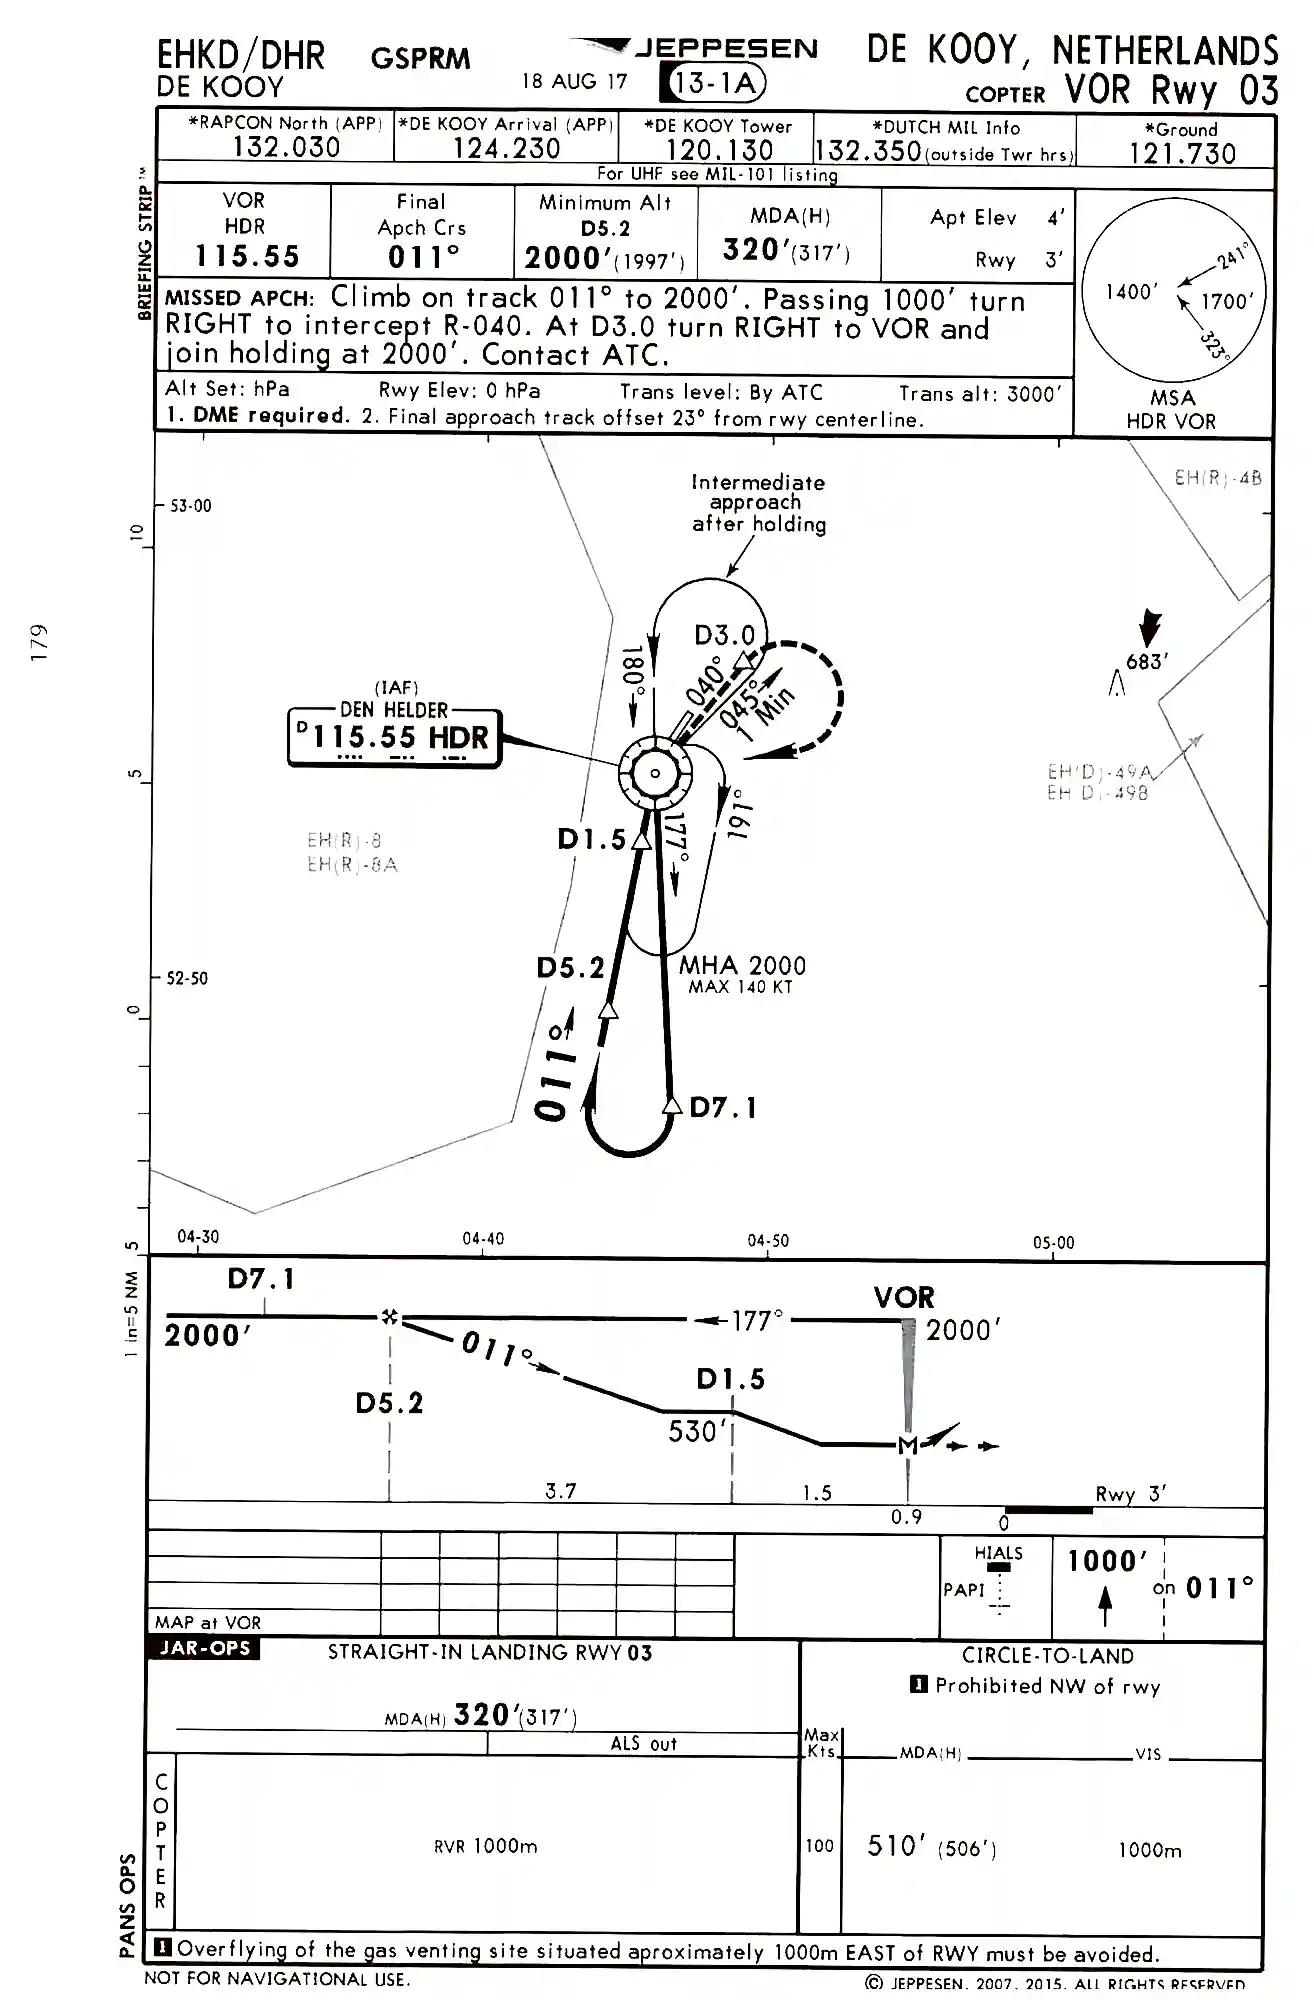 EHKD/DHR GSPRM JEPPESEN DE KOOY, NETHERLANDS
DE KOOY 18 AUG 17 13-1A COPTER VOR Rwy 03
*RAPCON North (APP) *DE KOOY Arrival (APP) *DE KOOY Tower *DUTCH MIL Info *Ground
132.030 124.230 120.130 132.350 (outside Twr hrs) 121.730
For UHF see MIL-101 listing
BRIEFING STRIP™
VOR Final Minimum Alt MDA(H) Apt Elev 4'
HDR Apch Crs D5.2
115.55 011° 2000'(1997') 320'(317') Rwy 3'
MISSED APCH: Climb on track 011° to 2000'. Passing 1000' turn
RIGHT to intercept R-040. At D3.0 turn RIGHT to VOR and
join holding at 2000'. Contact ATC.
Alt Set: hPa Rwy Elev: 0 hPa Trans level: By ATC Trans alt: 3000'
1. DME required. 2. Final approach track offset 23° from rwy centerline.
241°
1400' 1700'
323°
MSA
HDR VOR
179
Intermediate
approach
after holding
EH(R)-4B
53-00
10
D3.0
180°
040°
045°
1 Min
683'
(IAF)
DEN HELDER
D 115.55 HDR
5
EH(D)-49A
EH(D)-49B
EH(R)-8
EH(R)-8A
D1.5
177°
191°
D5.2
MHA 2000
MAX 140 KT
52-50
0
011°
D7.1
5
04-30 04-40 04-50 05-00
1 in=5 NM
D7.1
VOR
2000' 177° 2000'
011°
D5.2
D1.5
530'
M
3.7 1.5 Rwy 3'
0.9 0
HIALS
PAPI
1000' on 011°
MAP at VOR
JAR-OPS STRAIGHT-IN LANDING RWY 03 CIRCLE-TO-LAND
1 Prohibited NW of rwy
MDA(H) 320'(317')
ALS out
Max
Kts. MDA(H) VIS
COPTER
RVR 1000m 100 510' (506') 1000m
PANS OPS
1 Overflying of the gas venting site situated aproximately 1000m EAST of RWY must be avoided.
NOT FOR NAVIGATIONAL USE. © JEPPESEN, 2007, 2015. ALL RIGHTS RESERVED